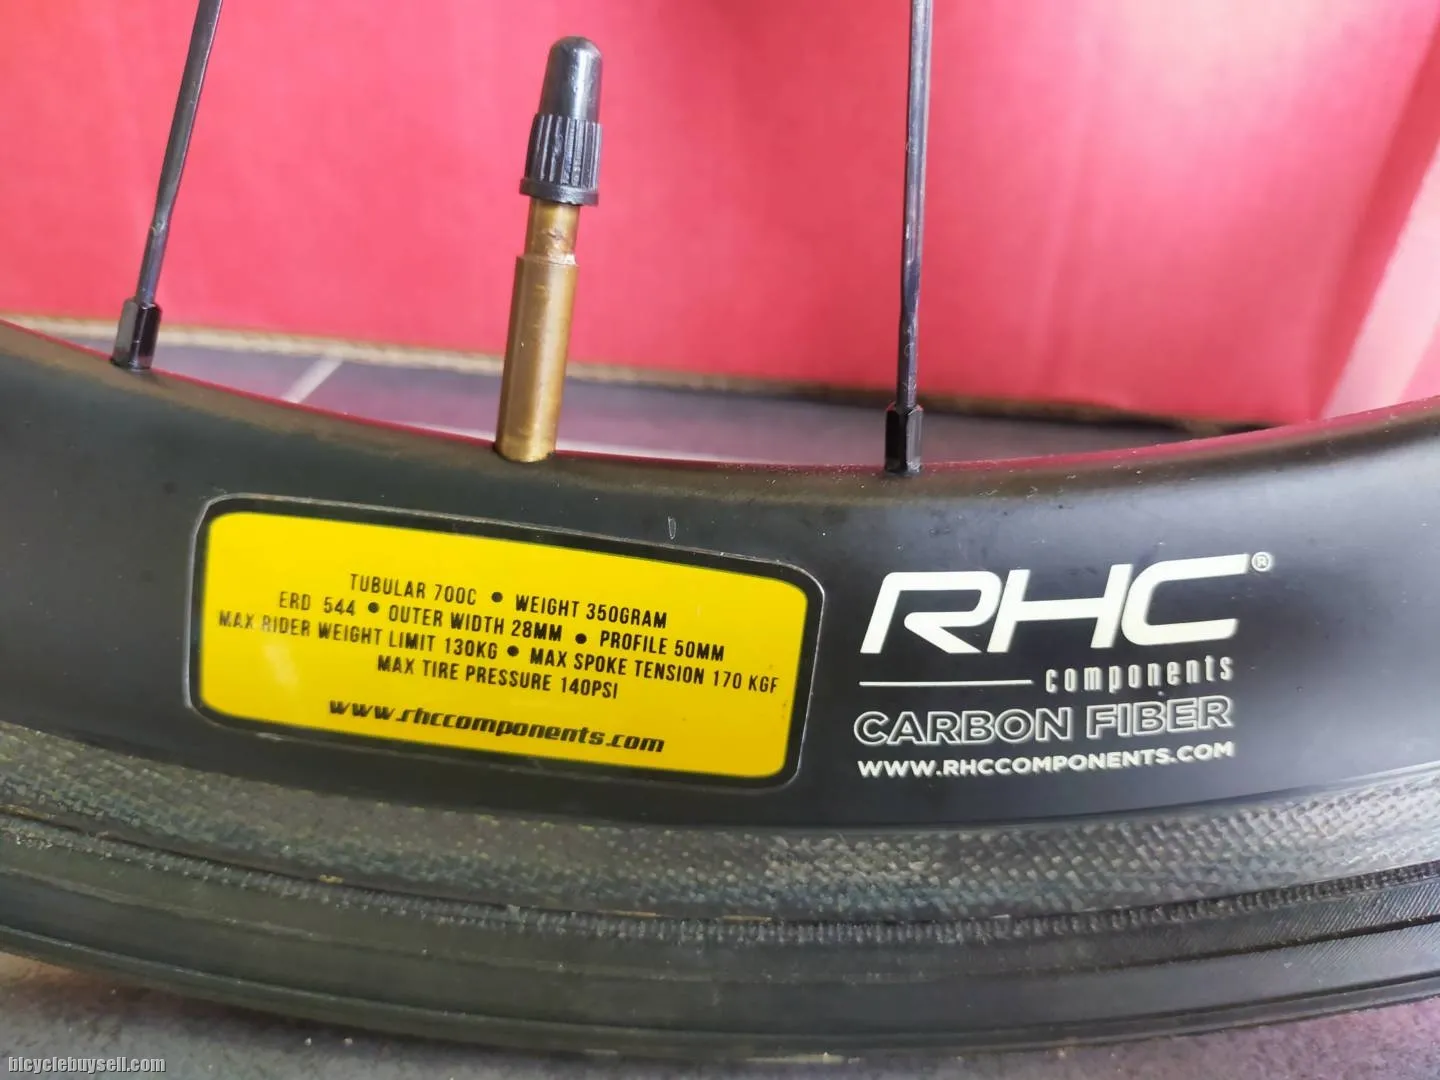 TUBULAR 700C • WEIGHT 350GRAM
ERD 544 • OUTER WIDTH 28MM • PROFILE 50MM
MAX RIDER WEIGHT LIMIT 130KG • MAX SPOKE TENSION 170 KGF
MAX TIRE PRESSURE 140PSI
www.rhccomponents.com
RHC®
components
CARBON FIBER
WWW.RHCCOMPONENTS.COM
bicyclebuysell.com